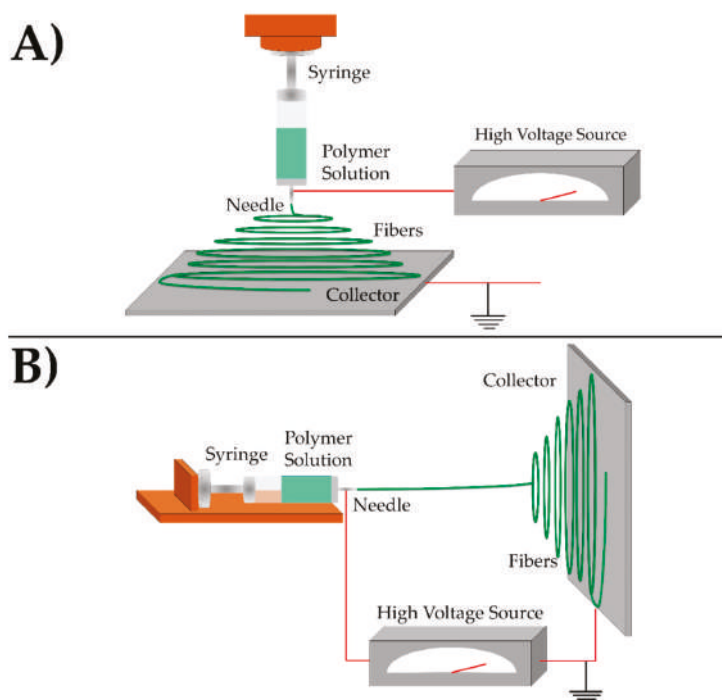 A)
Syringe
High Voltage Source
Polymer
Solution
Needle
Fibers
Collector
B)
Collector
Polymer
Solution
Syringe
Needle
Fibers
High Voltage Source